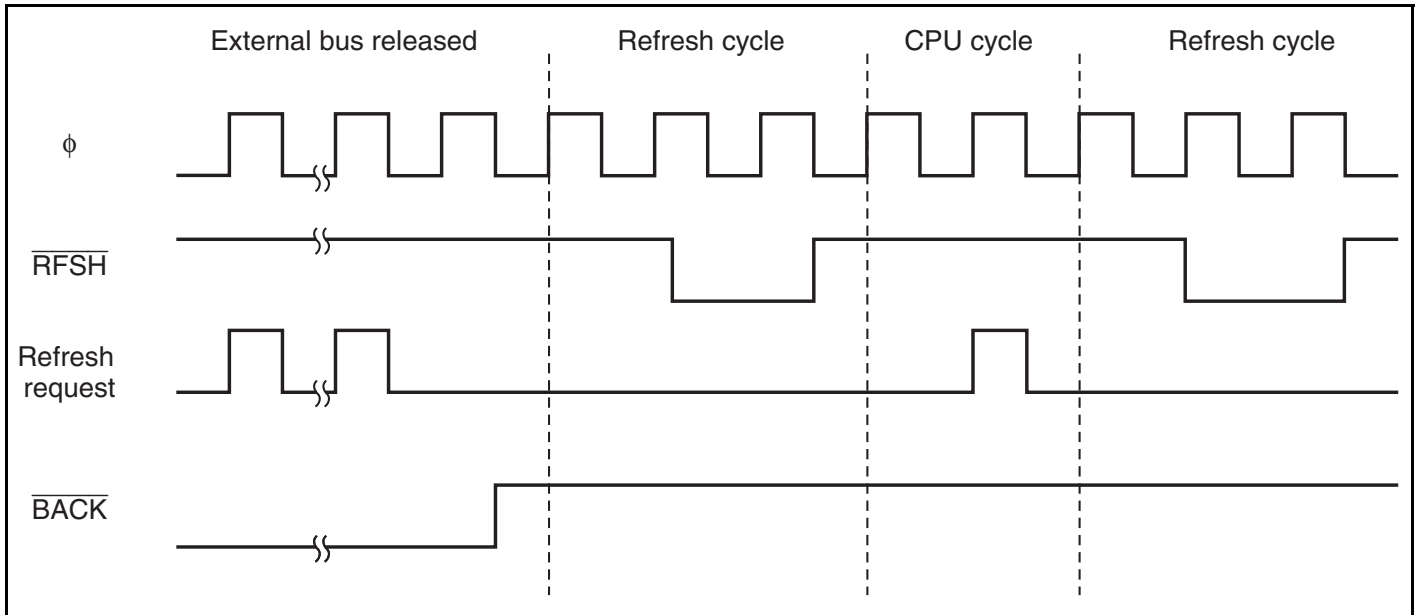 External bus released Refresh cycle CPU cycle Refresh cycle
ϕ
RFSH
Refresh
request
BACK